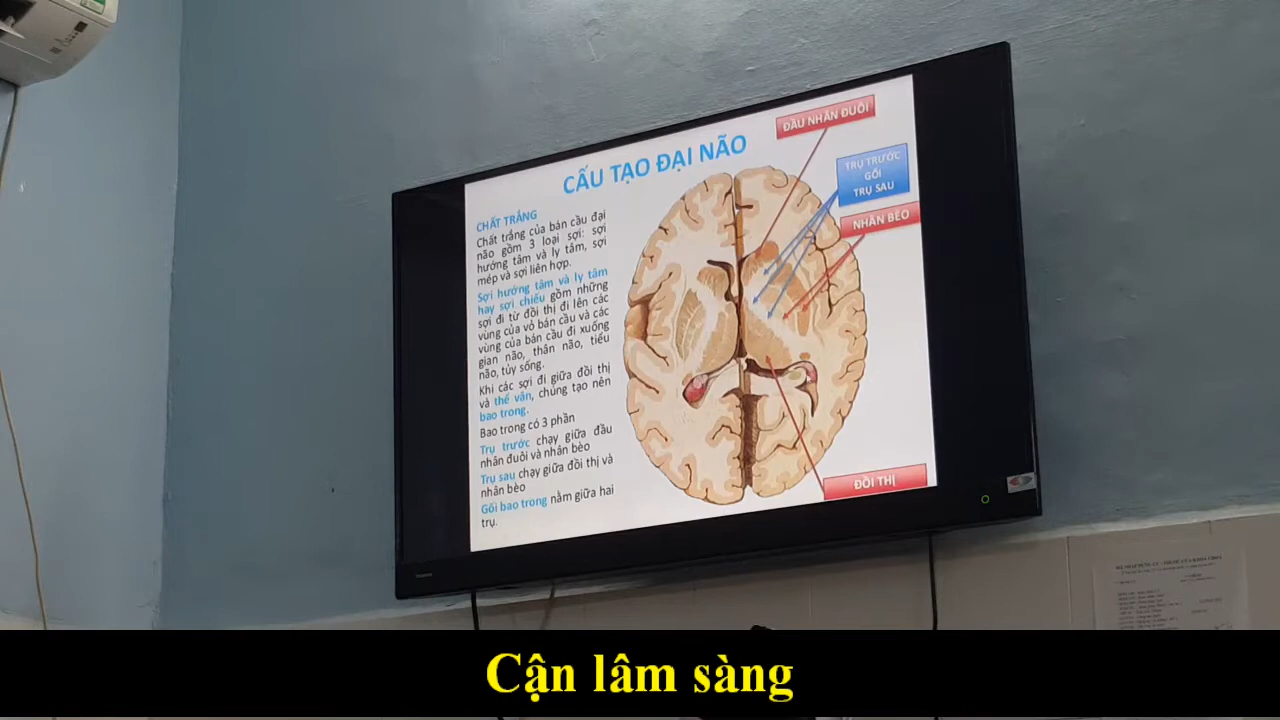 CẤU TẠO ĐẠI NÃO
CHẤT TRẮNG
Chất trắng của bán cầu đại
não gồm 3 loại sợi: sợi
hướng tâm và ly tâm, sợi
mép và sợi liên hợp.
Sợi hướng tâm và ly tâm
hay sợi chiếu gồm những
sợi đi từ đồi thị đi lên các
vùng của vỏ bán cầu và các
vùng của bán cầu đi xuống
gian não, thân não, tiểu
não, tủy sống.
Khi các sợi đi giữa đồi thị
và thể vân, chúng tạo nên
bao trong.
Bao trong có 3 phần
Trụ trước chạy giữa đầu
nhân đuôi và nhân bèo
Trụ sau chạy giữa đồi thị và
nhân bèo
Gối bao trong nằm giữa hai
trụ.
ĐẦU NHÂN ĐUÔI
TRỤ TRƯỚC
GỐI
TRỤ SAU
NHÂN BÈO
ĐỒI THỊ
Cận lâm sàng